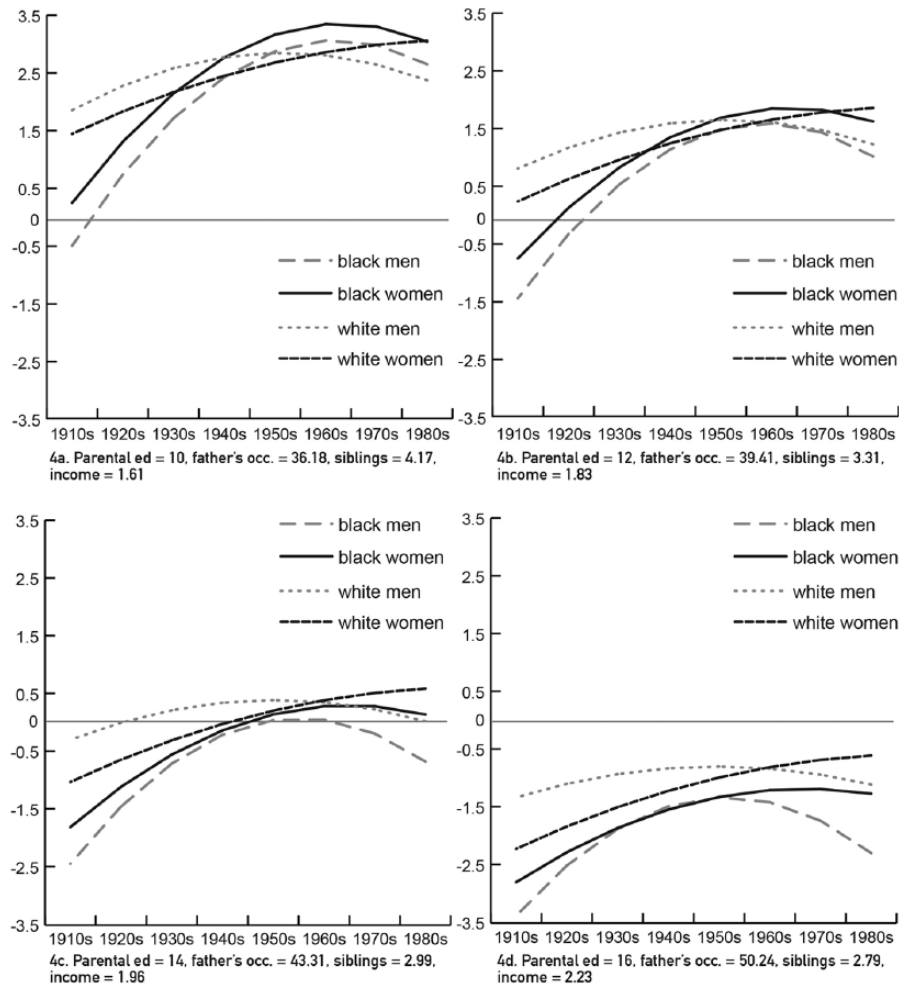 3.5
2.5
1.5
0.5
0
-0.5
-1.5
-2.5
-3.5
black men
black women
white men
white women
1910s 1920s 1930s 1940s 1950s 1960s 1970s 1980s
4a. Parental ed = 10, father's occ. = 36.18, siblings = 4.17,
income = 1.61
3.5
2.5
1.5
0.5
0
-0.5
-1.5
-2.5
-3.5
black men
black women
white men
white women
1910s 1920s 1930s 1940s 1950s 1960s 1970s 1980s
4b. Parental ed = 12, father's occ. = 39.41, siblings = 3.31,
income = 1.83
3.5
2.5
1.5
0.5
0
-0.5
-1.5
-2.5
-3.5
black men
black women
white men
white women
1910s 1920s 1930s 1940s 1950s 1960s 1970s 1980s
4c. Parental ed = 14, father's occ. = 43.31, siblings = 2.99,
income = 1.96
3.5
2.5
1.5
0.5
0
-0.5
-1.5
-2.5
-3.5
black men
black women
white men
white women
1910s 1920s 1930s 1940s 1950s 1960s 1970s 1980s
4d. Parental ed = 16, father's occ. = 50.24, siblings = 2.79,
income = 2.23